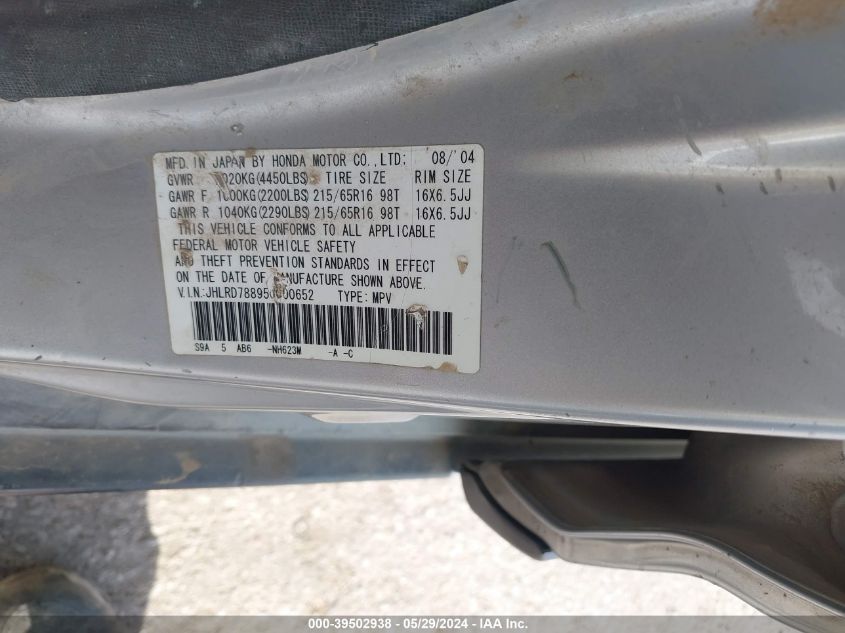 MFD. IN JAPAN BY HONDA MOTOR CO.,LTD: 08/'04
GVWR (4450LBS) TIRE SIZE RIM SIZE
GAWR F (2200LBS) 215/65R16 98T 16X6.5JJ
GAWR R 1040KG(2290LBS) 215/65R16 98T 16X6.5JJ
THIS VEHICLE CONFORMS TO ALL APPLICABLE
FEDERAL MOTOR VEHICLE SAFETY
AND THEFT PREVENTION STANDARDS IN EFFECT
ON THE DATE OF MANUFACTURE SHOWN ABOVE.
V.I.N.: TYPE: MPV
S9A 5 AB6 -NH623M -A -C
000-39502938 - 05/29/2024 - IAA Inc.